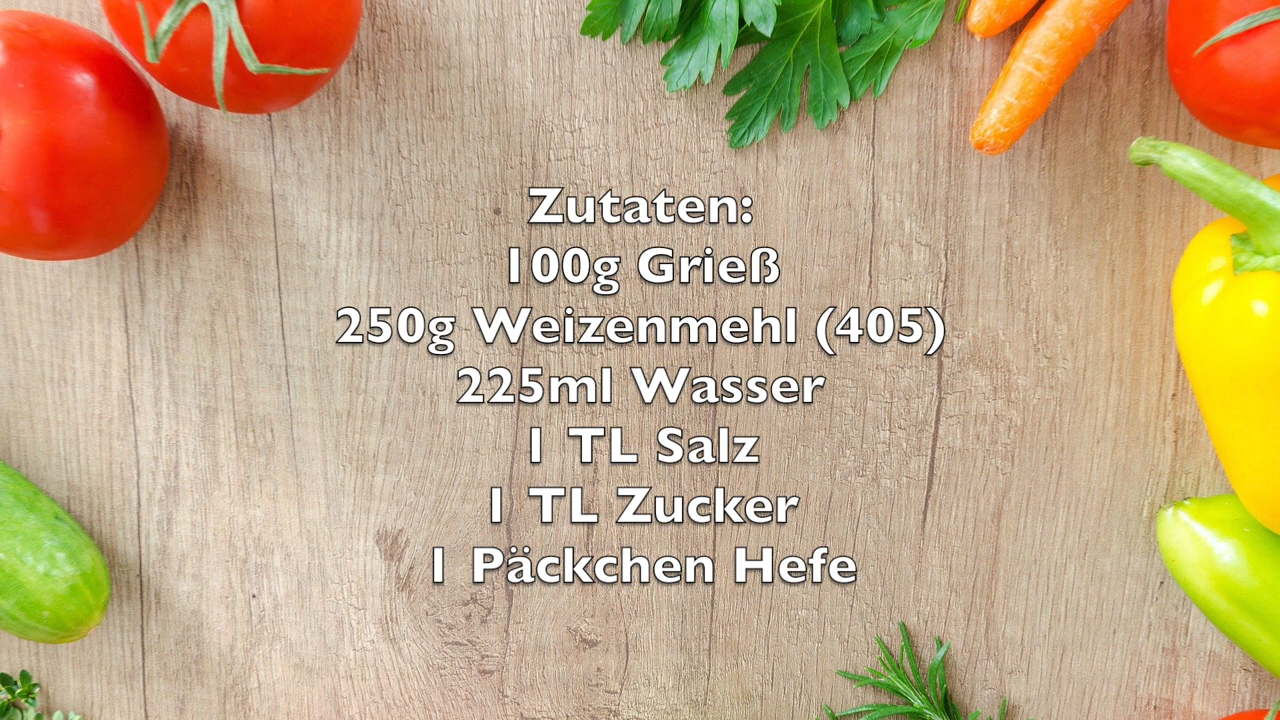 Zutaten:
100g Grieß
250g Weizenmehl (405)
225ml Wasser
1 TL Salz
1 TL Zucker
1 Päckchen Hefe